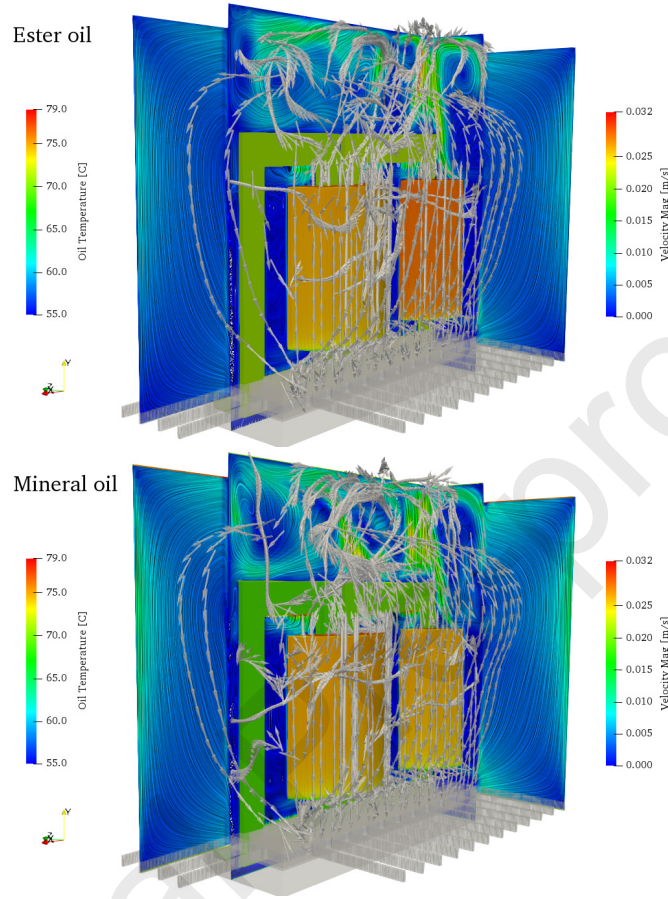 Ester oil
79.0
75.0
70.0
65.0
60.0
55.0
Oil Temperature [C]
0.032
0.025
0.020
0.015
0.010
0.005
0.000
Velocity Mag [m/s]
Y
Z
X
Mineral oil
79.0
75.0
70.0
65.0
60.0
55.0
Oil Temperature [C]
0.032
0.025
0.020
0.015
0.010
0.005
0.000
Velocity Mag [m/s]
Y
Z
X